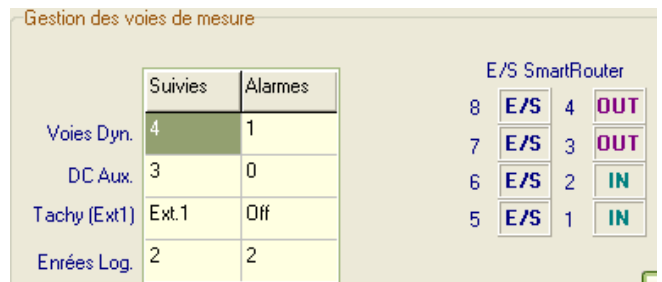 Gestion des voies de mesure
E/S SmartRouter
Suivies Alarmes
8 E/S 4 OUT
Voies Dyn. 4 1
7 E/S 3 OUT
DC Aux. 3 0
6 E/S 2 IN
Tachy (Ext1) Ext.1 Off
5 E/S 1 IN
Enrées Log. 2 2